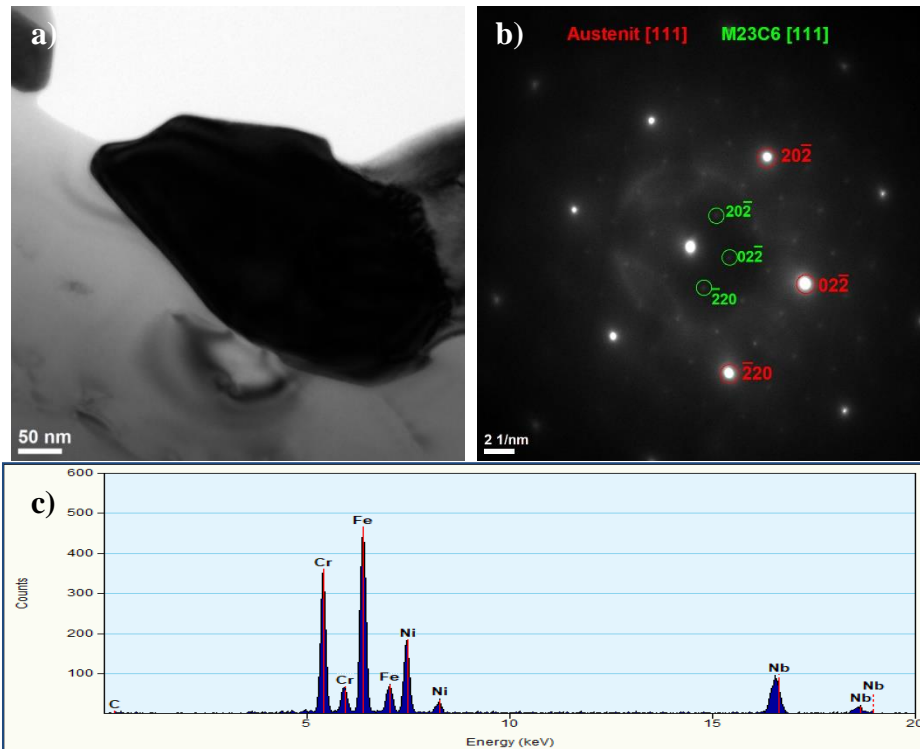 a)
50 nm
b)
Austenit [111] M23C6 [111]
202̅
202̅
022̅
022̅
2̅20
2̅20
2 1/nm
c)
600
500
400
300
200
100
Counts
C
Cr
Cr
Fe
Fe
Ni
Ni
Nb
Nb
Nb
5
10
15
20
Energy (keV)